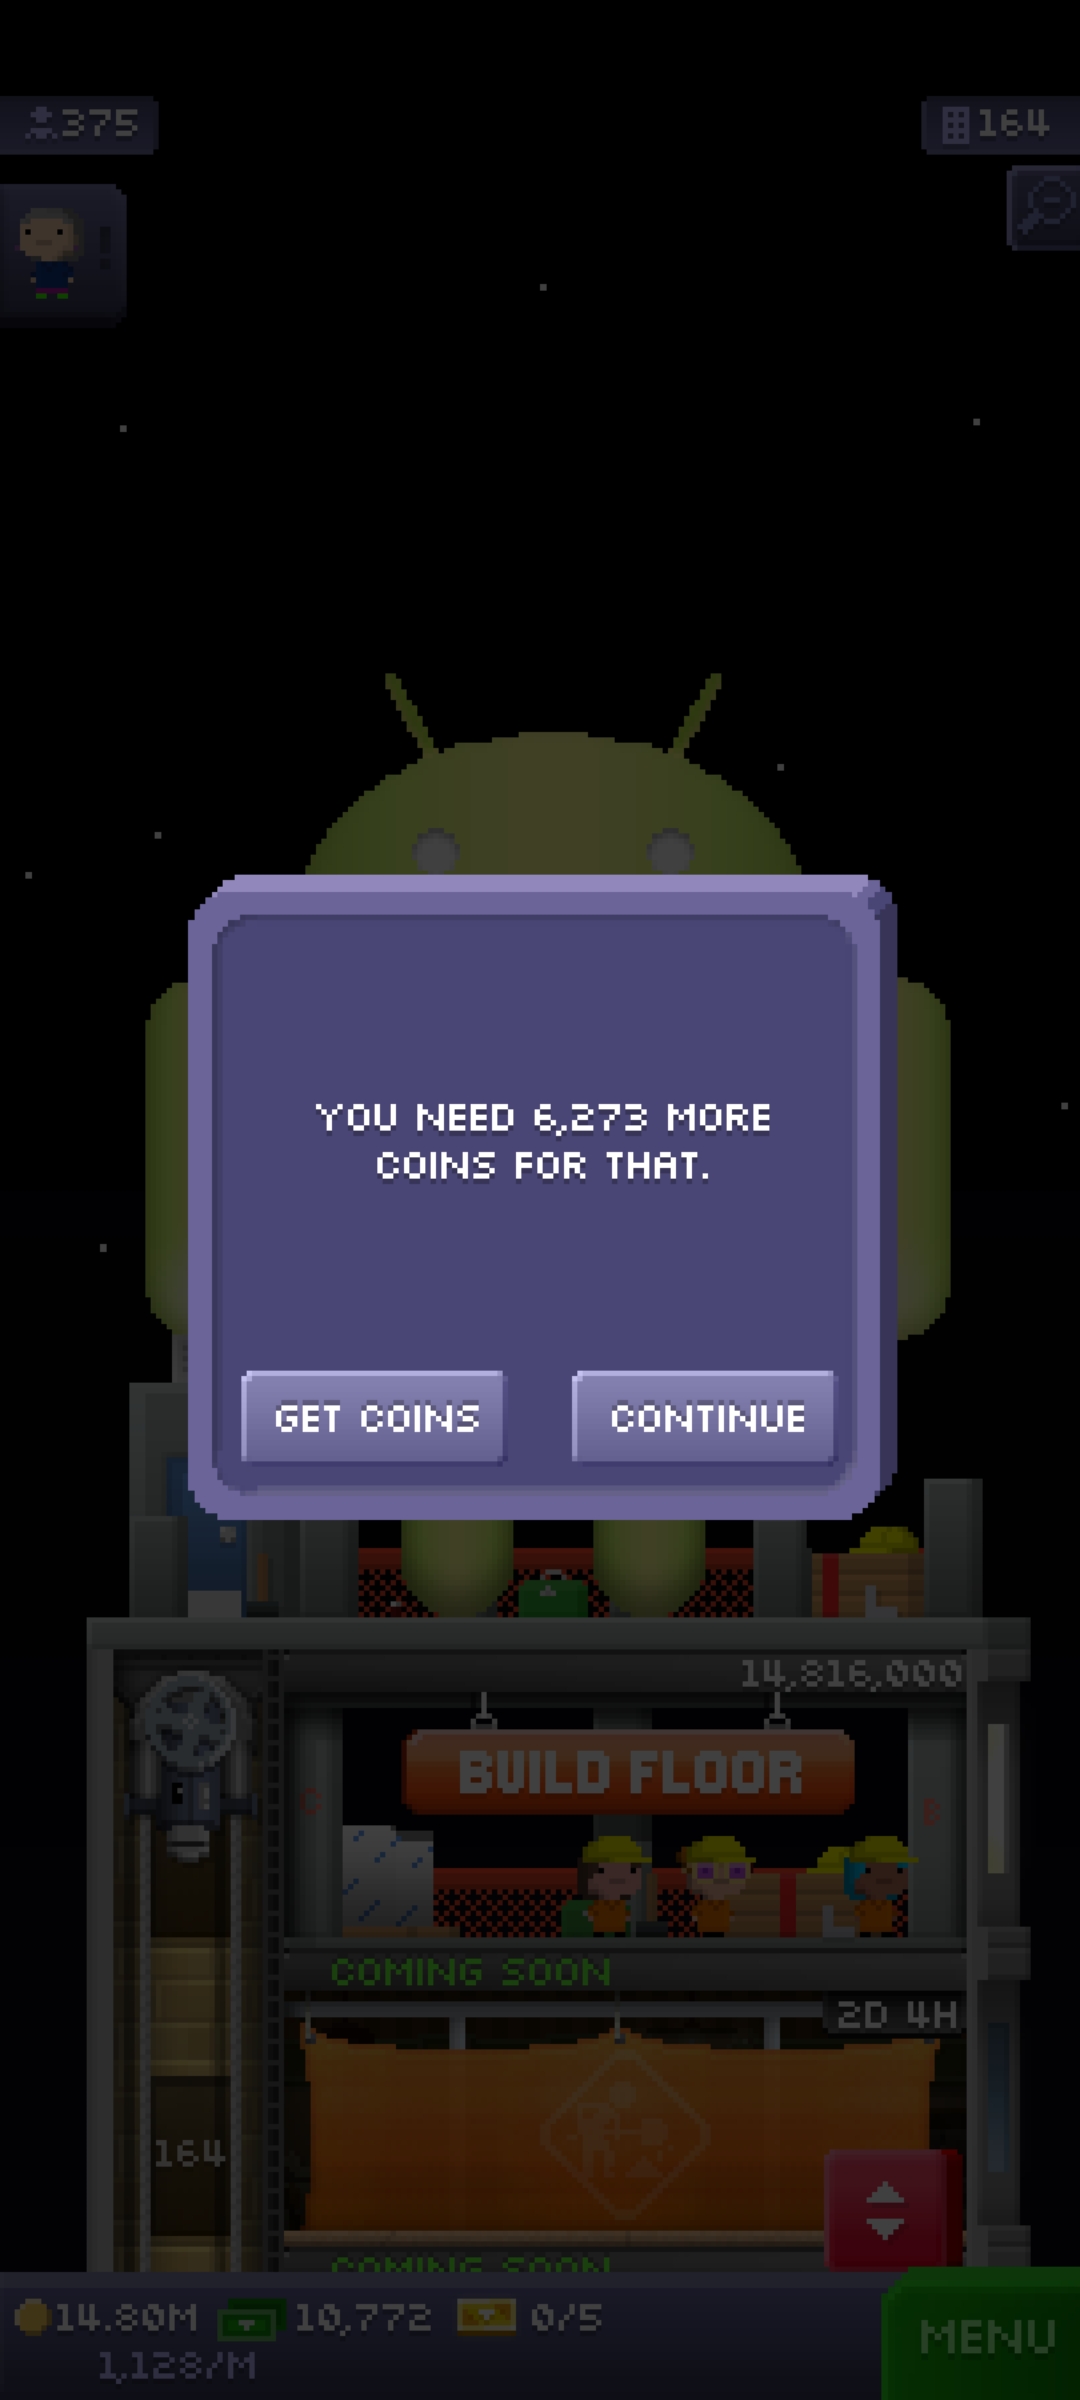 375
164
YOU NEED 6,273 MORE
COINS FOR THAT.
GET COINS
CONTINUE
14,816,000
BUILD FLOOR
C
B
COMING SOON
2D 4H
164
COMING SOON
14.80M
10,772
0/5
MENU
1,128/M